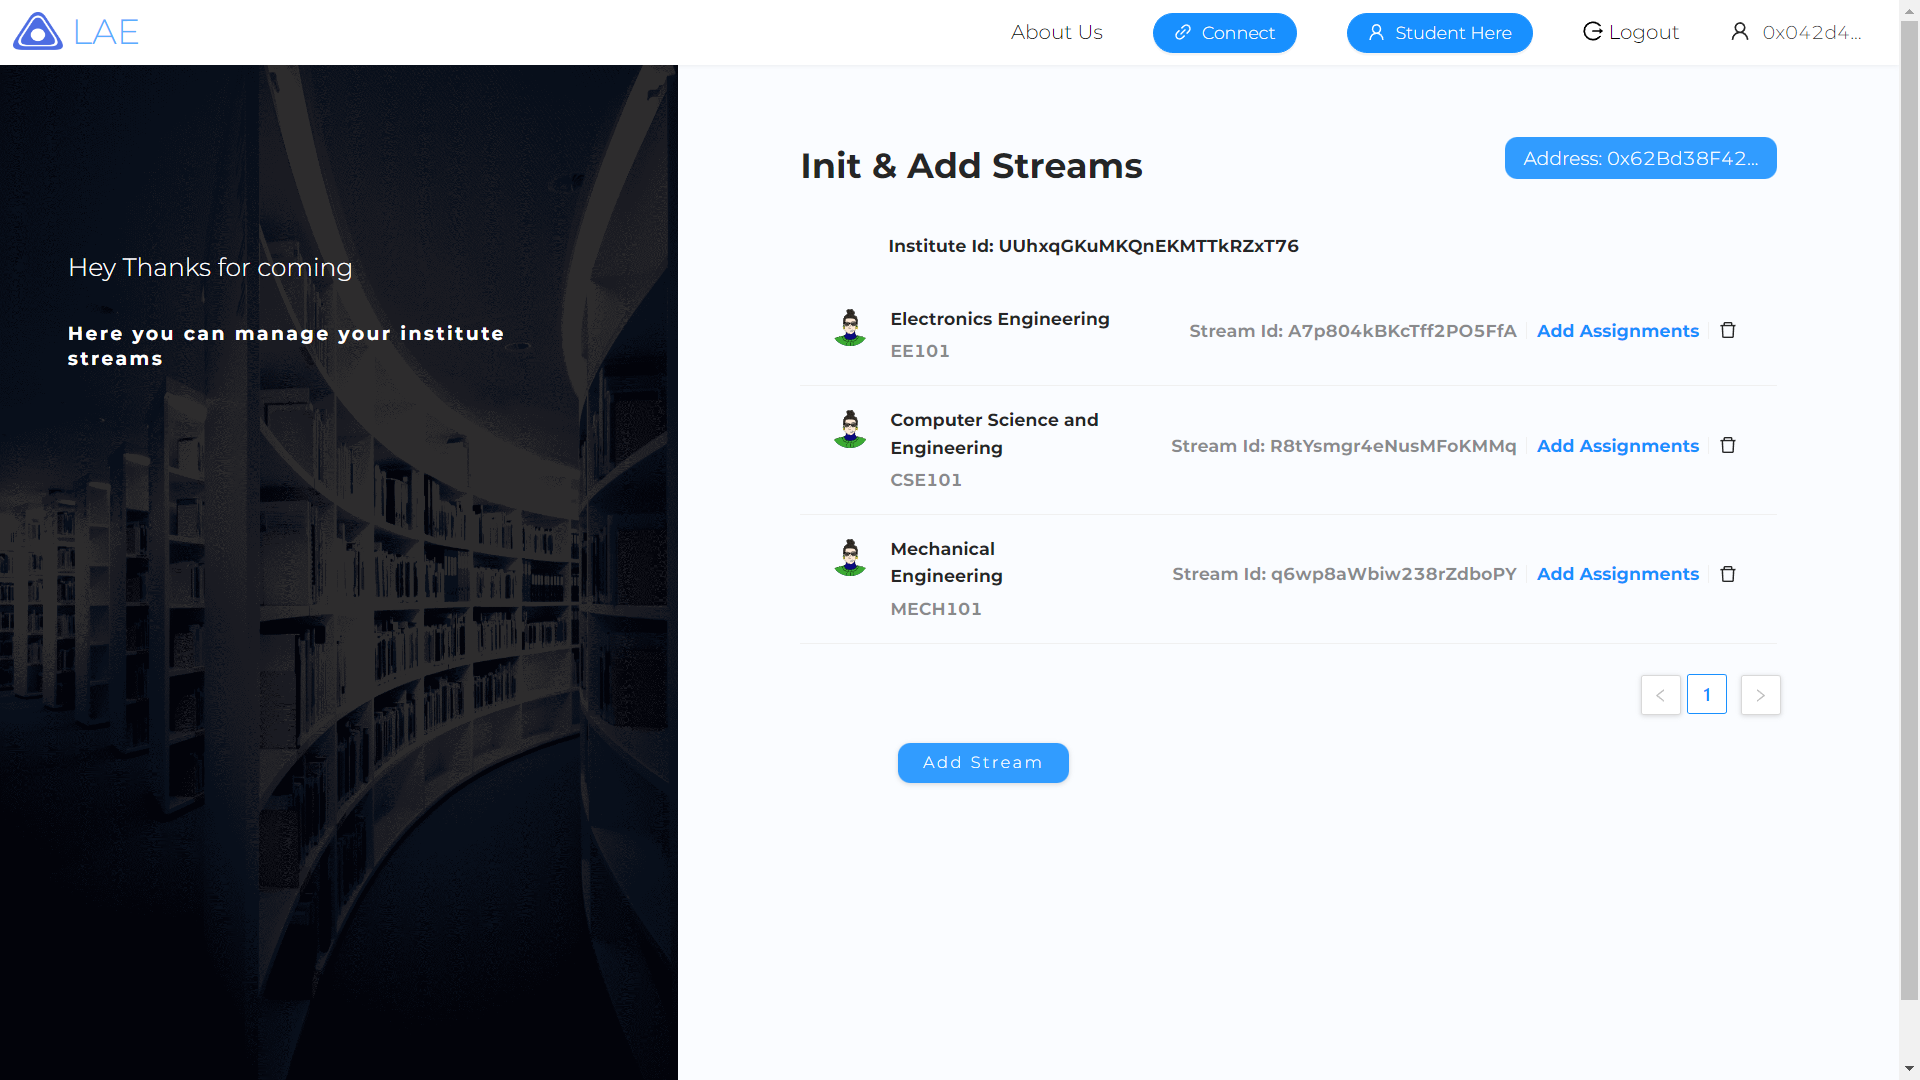 LAE
About Us
Connect
Student Here
Logout
0x042d4...
Hey Thanks for coming
Here you can manage your institute
streams
Init & Add Streams
Address: 0x62Bd38F42...
Institute Id: UUhxqGKuMKQnEKMTTkRZxT76
Electronics Engineering
EE101
Stream Id: A7p804kBKcTff2PO5FfA
Add Assignments
Computer Science and
Engineering
CSE101
Stream Id: R8tYsmgr4eNusMFoKMMq
Add Assignments
Mechanical
Engineering
MECH101
Stream Id: q6wp8aWbiw238rZdboPY
Add Assignments
1
Add Stream